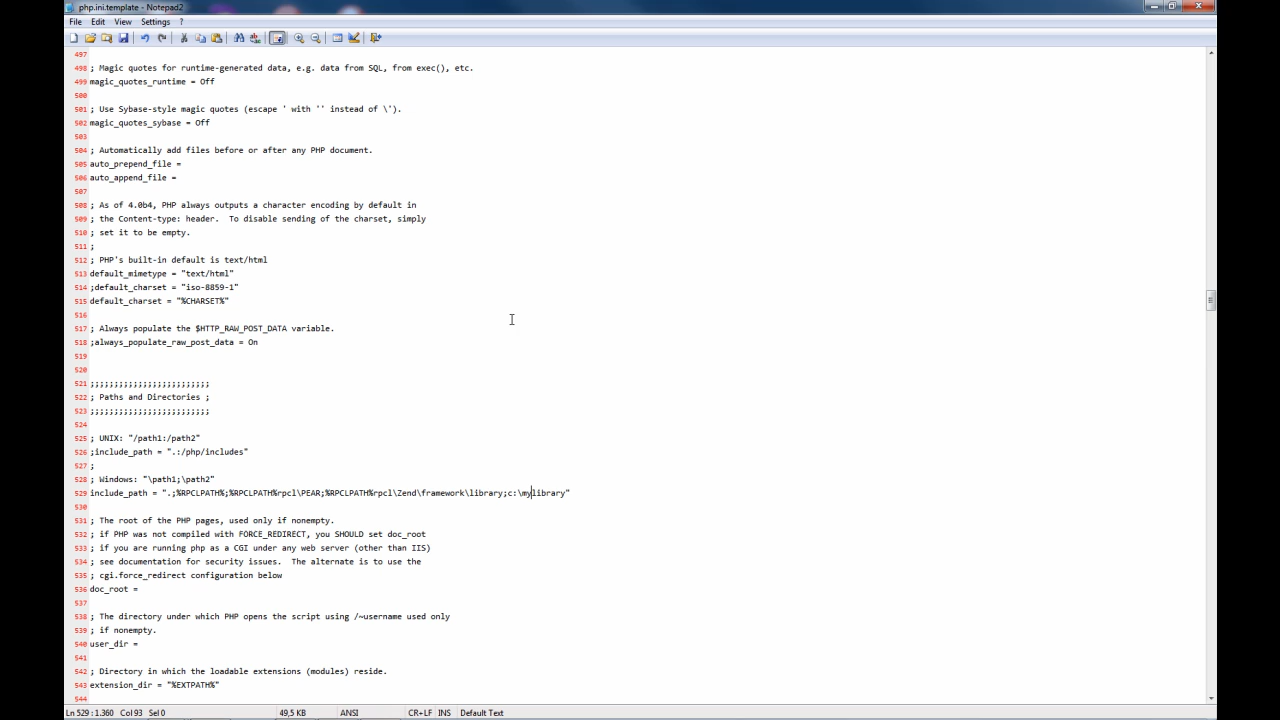 php.ini.template - Notepad2
File Edit View Settings ?
497
498 ; Magic quotes for runtime-generated data, e.g. data from SQL, from exec(), etc.
499 magic_quotes_runtime = Off
500
501 ; Use Sybase-style magic quotes (escape ' with '' instead of \').
502 magic_quotes_sybase = Off
503
504 ; Automatically add files before or after any PHP document.
505 auto_prepend_file =
506 auto_append_file =
507
508 ; As of 4.0b4, PHP always outputs a character encoding by default in
509 ; the Content-type: header.  To disable sending of the charset, simply
510 ; set it to be empty.
511 ;
512 ; PHP's built-in default is text/html
513 default_mimetype = "text/html"
514 ;default_charset = "iso-8859-1"
515 default_charset = "%CHARSET%"
516
517 ; Always populate the $HTTP_RAW_POST_DATA variable.
518 ;always_populate_raw_post_data = On
519
520
521 ;;;;;;;;;;;;;;;;;;;;;;;;;
522 ; Paths and Directories ;
523 ;;;;;;;;;;;;;;;;;;;;;;;;;
524
525 ; UNIX: "/path1:/path2"
526 ;include_path = ".:/php/includes"
527 ;
528 ; Windows: "\path1;\path2"
529 include_path = ".;%RPCLPATH%;%RPCLPATH%rpcl\PEAR;%RPCLPATH%rpcl\Zend\framework\library;c:\mylibrary"
530
531 ; The root of the PHP pages, used only if nonempty.
532 ; if PHP was not compiled with FORCE_REDIRECT, you SHOULD set doc_root
533 ; if you are running php as a CGI under any web server (other than IIS)
534 ; see documentation for security issues.  The alternate is to use the
535 ; cgi.force_redirect configuration below
536 doc_root =
537
538 ; The directory under which PHP opens the script using /~username used only
539 ; if nonempty.
540 user_dir =
541
542 ; Directory in which the loadable extensions (modules) reside.
543 extension_dir = "%EXTPATH%"
544
Ln 529 : 1.360 Col 93 Sel 0 49,5 KB ANSI CR+LF INS Default Text